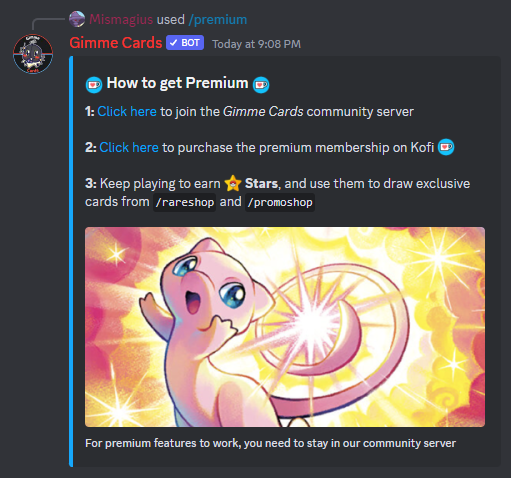 Mismagius used /premium
Gimme Cards ✓ BOT Today at 9:08 PM
How to get Premium
1: Click here to join the Gimme Cards community server
2: Click here to purchase the premium membership on Kofi
3: Keep playing to earn Stars, and use them to draw exclusive
cards from /rareshop and /promoshop
For premium features to work, you need to stay in our community server